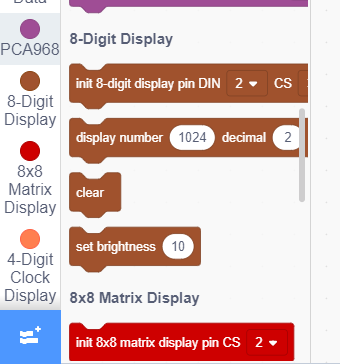 Data
PCA968
8-Digit
Display
8x8
Matrix
Display
4-Digit
Clock
Display
8-Digit Display
init 8-digit display pin DIN 2 CS
display number 1024 decimal 2
clear
set brightness 10
8x8 Matrix Display
init 8x8 matrix display pin CS 2